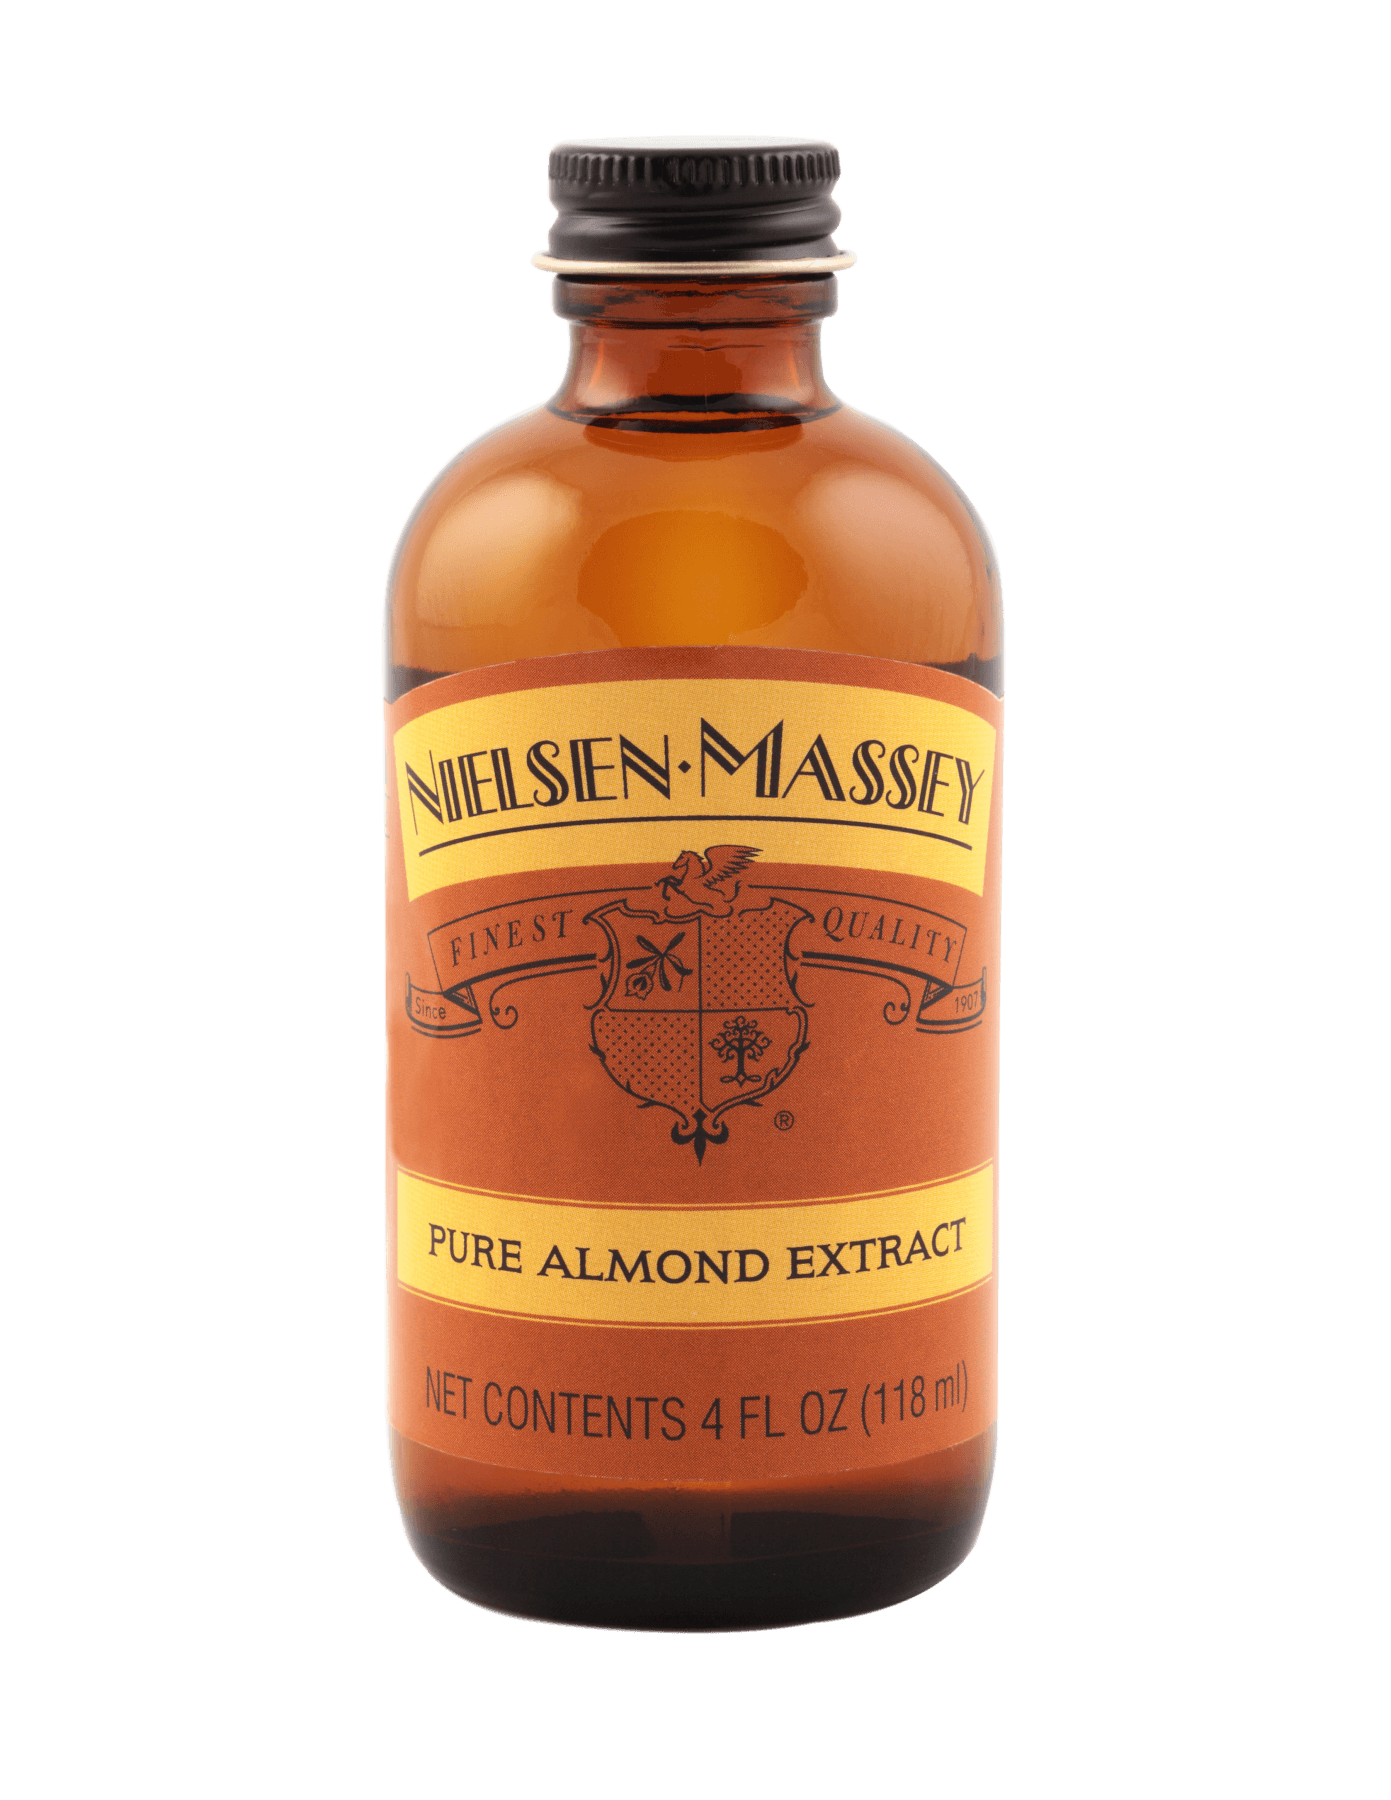 NIELSEN·MASSEY
FINEST QUALITY
Since 1907
®
PURE ALMOND EXTRACT
NET CONTENTS 4 FL OZ (118 ml)